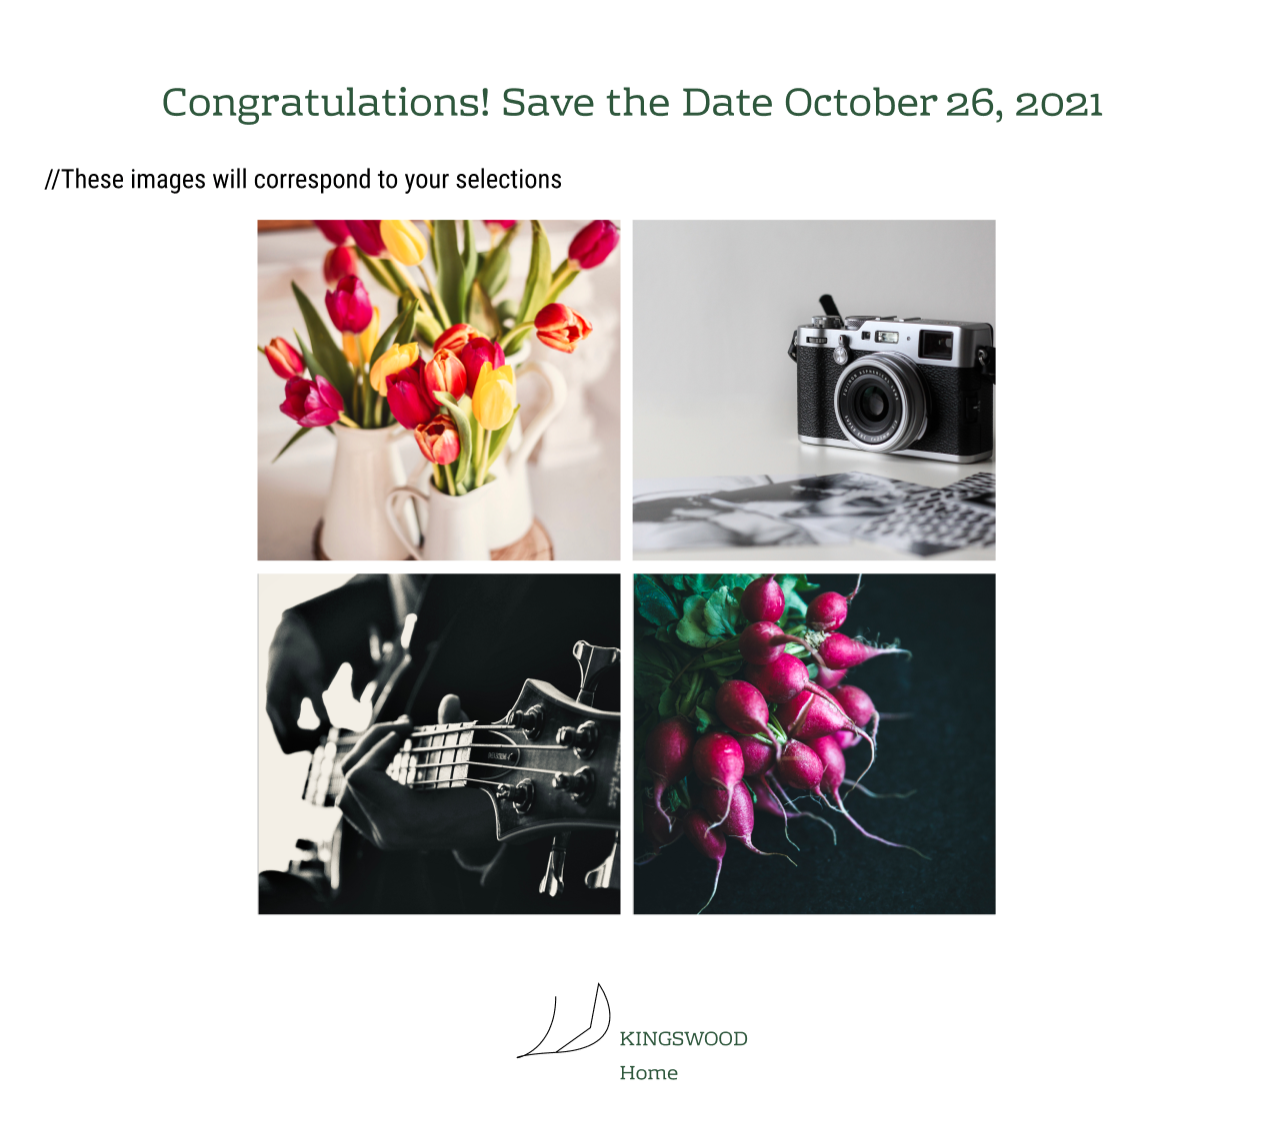 Congratulations! Save the Date October 26, 2021
//These images will correspond to your selections
KINGSWOOD
Home